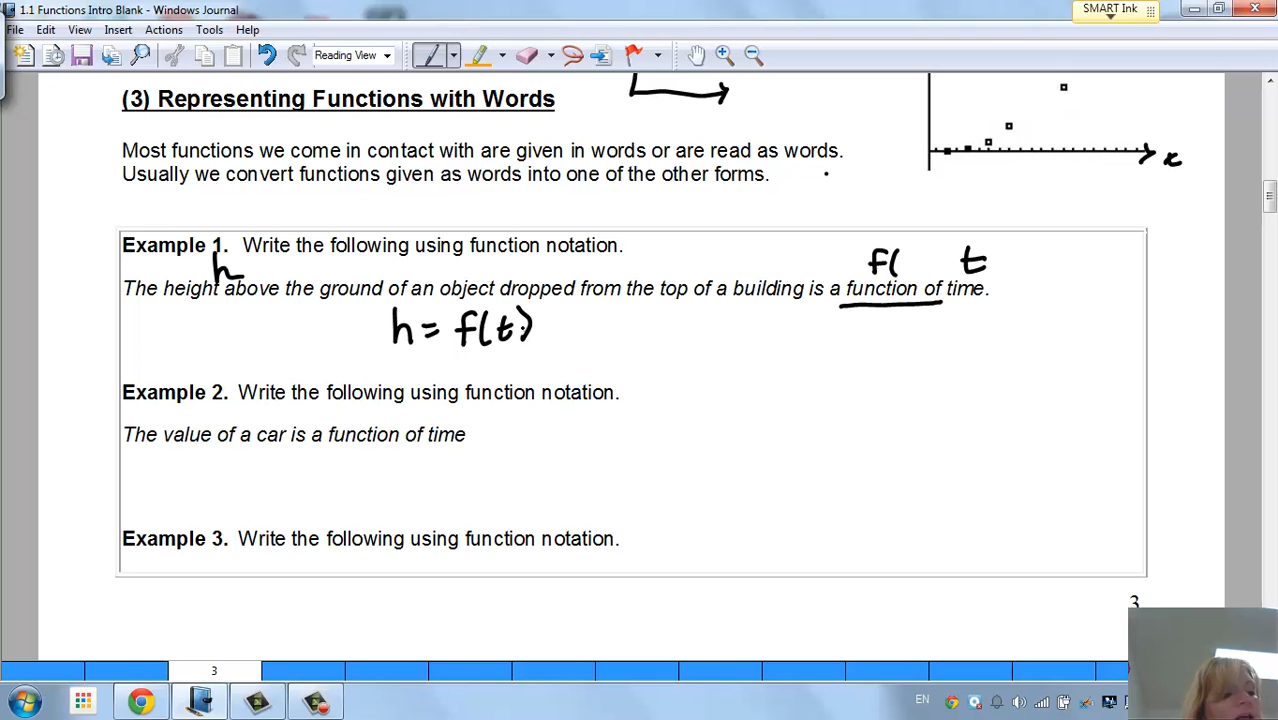 1.1 Functions Intro Blank - Windows Journal
SMART Ink
File Edit View Insert Actions Tools Help
Reading View
(3) Representing Functions with Words
Most functions we come in contact with are given in words or are read as words.
Usually we convert functions given as words into one of the other forms.
x
Example 1. Write the following using function notation.
h f( t
The height above the ground of an object dropped from the top of a building is a function of time.
h = f(t)
Example 2. Write the following using function notation.
The value of a car is a function of time
Example 3. Write the following using function notation.
3
3
EN